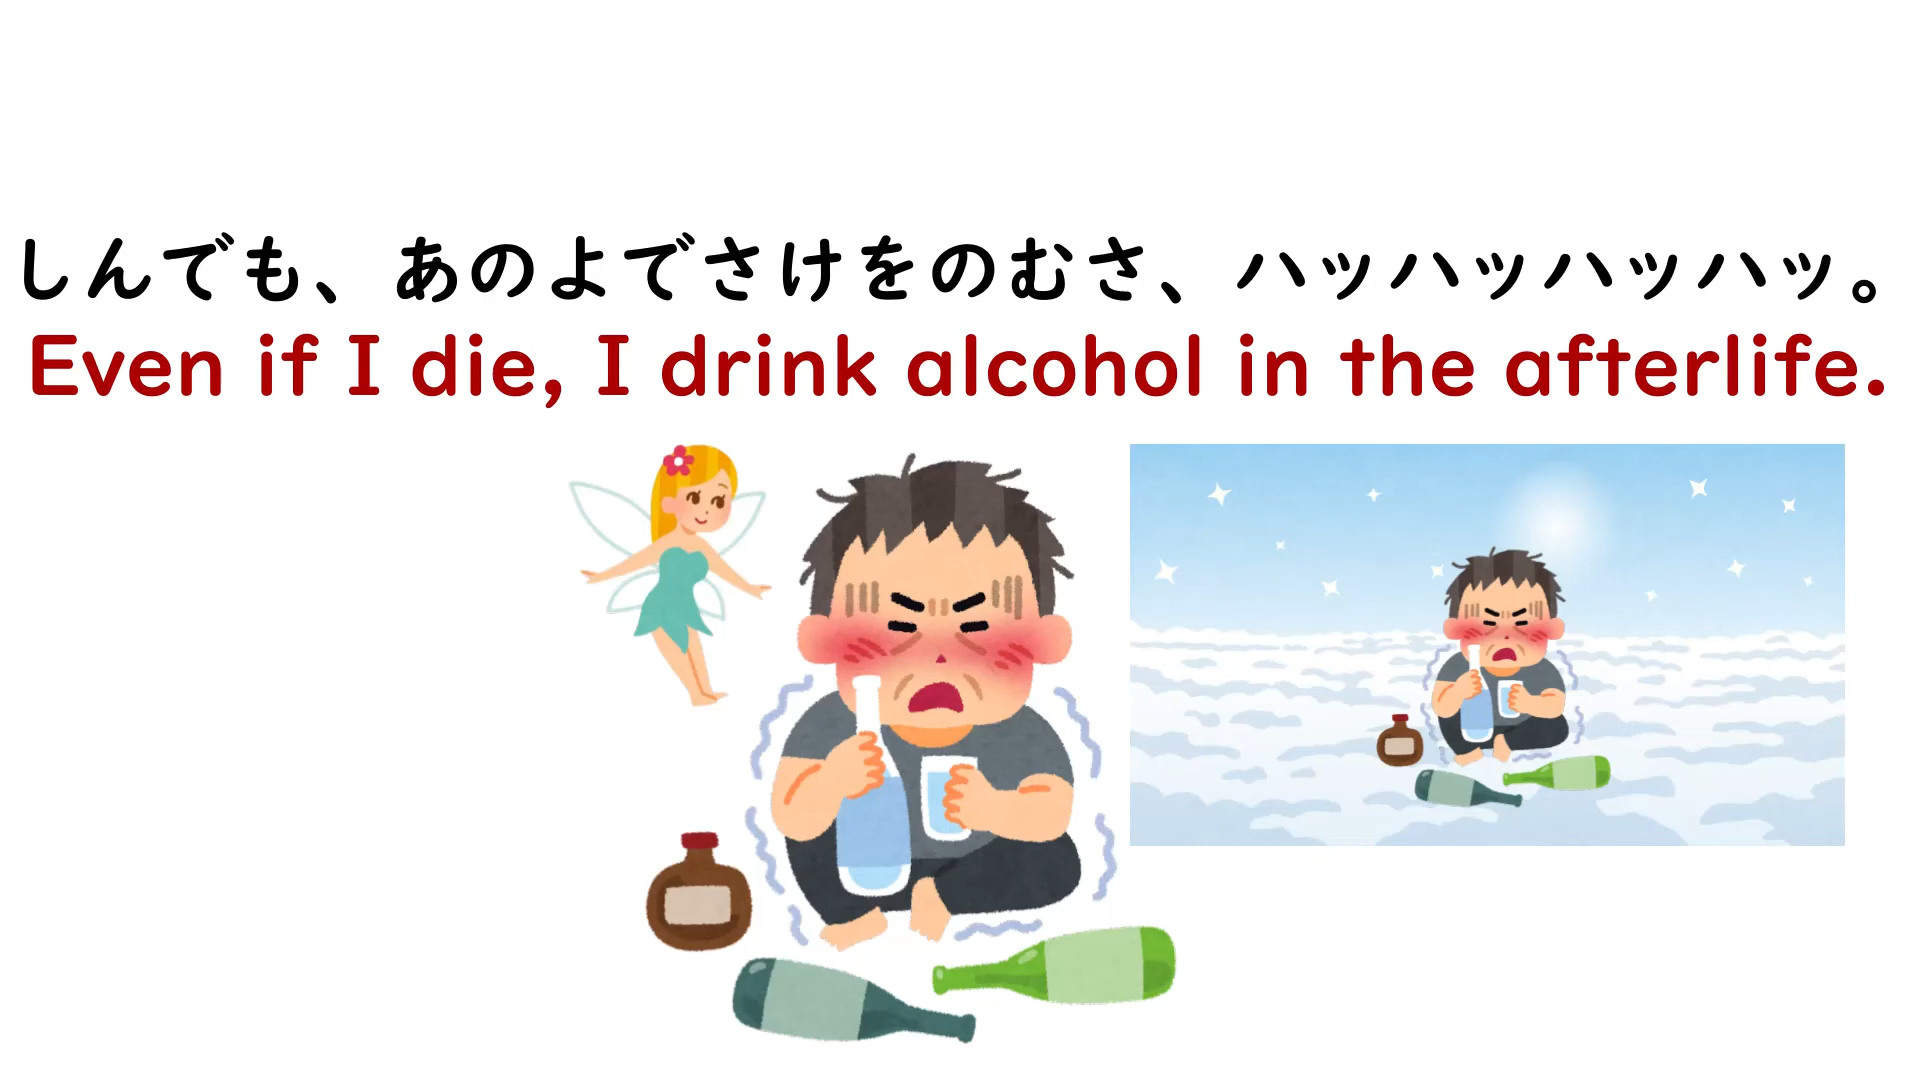 しんでも、あのよでさけをのむさ、ハッハッハッハッ。
Even if I die, I drink alcohol in the afterlife.